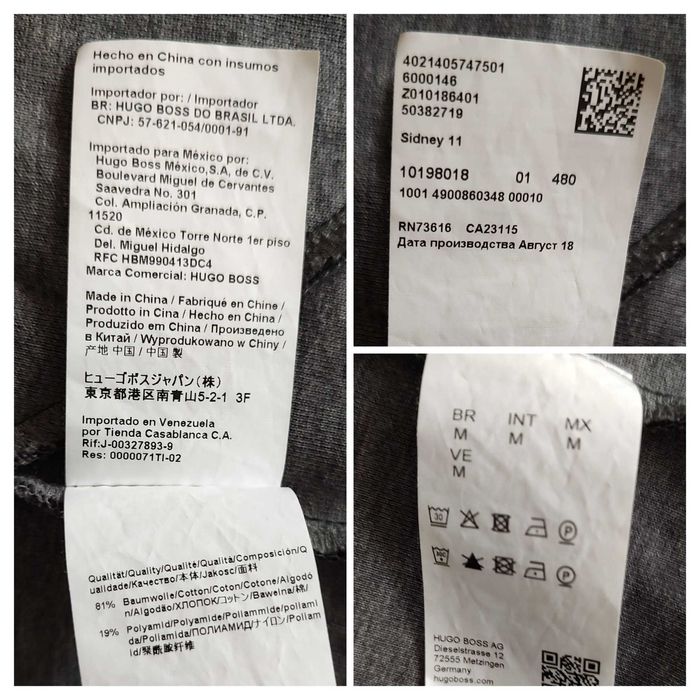 Hecho en China con insumos
importados
Importador por: / Importador
BR: HUGO BOSS DO BRASIL LTDA.
CNPJ: 57-621-054/0001-91
Importado para México por:
Hugo Boss México,S.A, de C.V.
Boulevard Miguel de Cervantes
Saavedra No. 301
Col. Ampliación Granada, C.P.
11520
Cd. de México Torre Norte 1er piso
Del. Miguel Hidalgo
RFC HBM990413DC4
Marca Comercial: HUGO BOSS
Made in China / Fabriqué en Chine /
Prodotto in Cina / Hecho en China /
Produzido em China / Произведено
в Китай / Wyprodukowano w Chiny /
产地 中国 / 中国 製
ヒューゴボスジャパン(株)
東京都港区南青山5-2-1 3F
Importado en Venezuela
por Tienda Casablanca C.A.
Rif:J-00327893-9
Res: 0000071TI-02
Qualität/Quality/Qualité/Qualità/Composición/Q
ualidade/Качество/本体/Jakosc/面料
81% Baumwolle/Cotton/Coton/Cotone/Algodó
n/Algodão/ХЛОПОК/コットン/Bawelna/棉/
19% Polyamid/Polyamide/Poliammide/poliami
da/Poliamida/ПОЛИАМИД/ナイロン/Poliam
id/聚酰胺纤维
4021405747501
6000146
Z010186401
50382719
Sidney 11
10198018 01 480
1001 4900860348 00010
RN73616 CA23115
Дата производства Август 18
BR INT MX
M M M
VE
M
30
P
P
HUGO BOSS AG
Dieselstrasse 12
72555 Metzingen
Germany
hugoboss.com